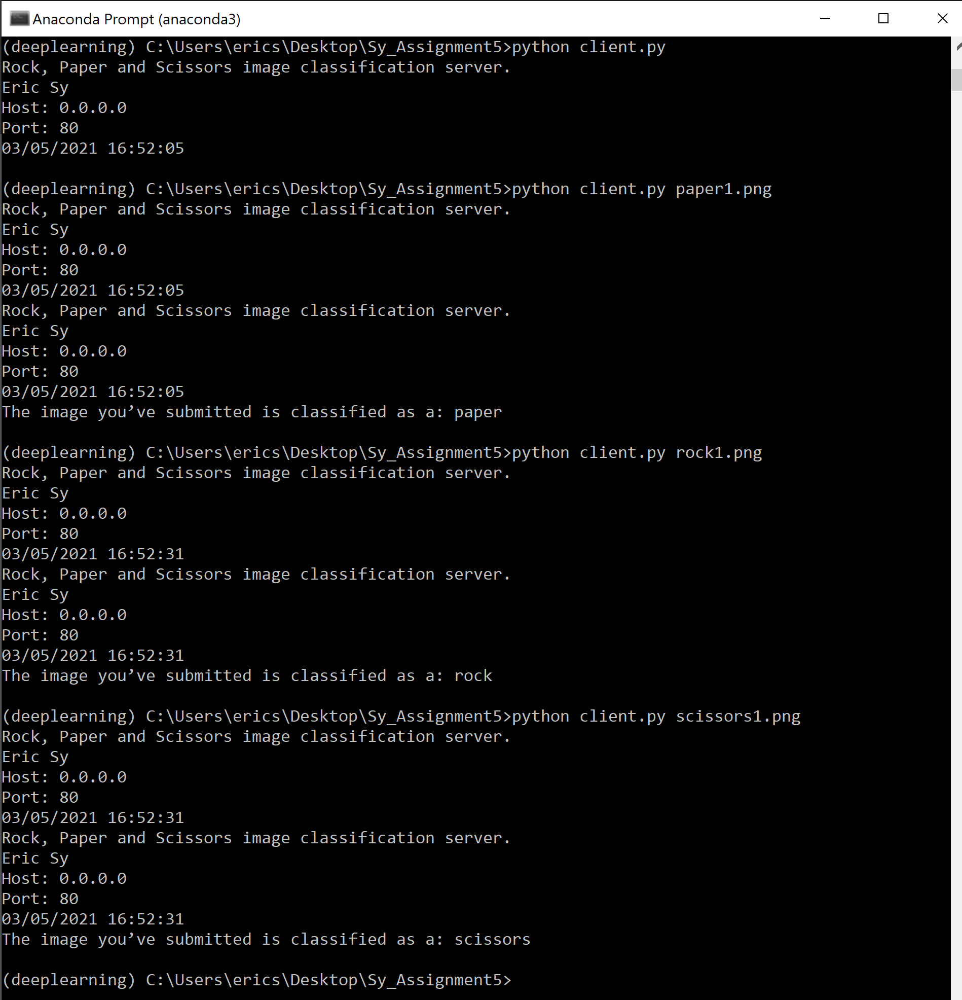 Anaconda Prompt (anaconda3)
(deeplearning) C:\Users\erics\Desktop\Sy_Assignment5>python client.py
Rock, Paper and Scissors image classification server.
Eric Sy
Host: 0.0.0.0
Port: 80
03/05/2021 16:52:05
(deeplearning) C:\Users\erics\Desktop\Sy_Assignment5>python client.py paper1.png
Rock, Paper and Scissors image classification server.
Eric Sy
Host: 0.0.0.0
Port: 80
03/05/2021 16:52:05
Rock, Paper and Scissors image classification server.
Eric Sy
Host: 0.0.0.0
Port: 80
03/05/2021 16:52:05
The image you’ve submitted is classified as a: paper
(deeplearning) C:\Users\erics\Desktop\Sy_Assignment5>python client.py rock1.png
Rock, Paper and Scissors image classification server.
Eric Sy
Host: 0.0.0.0
Port: 80
03/05/2021 16:52:31
Rock, Paper and Scissors image classification server.
Eric Sy
Host: 0.0.0.0
Port: 80
03/05/2021 16:52:31
The image you’ve submitted is classified as a: rock
(deeplearning) C:\Users\erics\Desktop\Sy_Assignment5>python client.py scissors1.png
Rock, Paper and Scissors image classification server.
Eric Sy
Host: 0.0.0.0
Port: 80
03/05/2021 16:52:31
Rock, Paper and Scissors image classification server.
Eric Sy
Host: 0.0.0.0
Port: 80
03/05/2021 16:52:31
The image you’ve submitted is classified as a: scissors
(deeplearning) C:\Users\erics\Desktop\Sy_Assignment5>